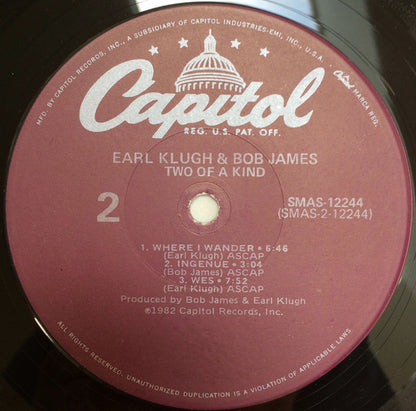 MFD. BY CAPITOL RECORDS, INC., A SUBSIDIARY OF CAPITOL INDUSTRIES-EMI, INC., U.S.A.
Capitol MARCA REG.
Capitol
REG. U.S. PAT. OFF.
EARL KLUGH & BOB JAMES
TWO OF A KIND
2
SMAS-12244
(SMAS-2-12244)
1. WHERE I WANDER • 6:46
(Earl Klugh) ASCAP
2. INGENUE • 3:04
(Bob James) ASCAP
3. WES • 7:52
(Earl Klugh) ASCAP
Produced by Bob James & Earl Klugh
©1982 Capitol Records, Inc.
ALL RIGHTS RESERVED. UNAUTHORIZED DUPLICATION IS A VIOLATION OF APPLICABLE LAWS